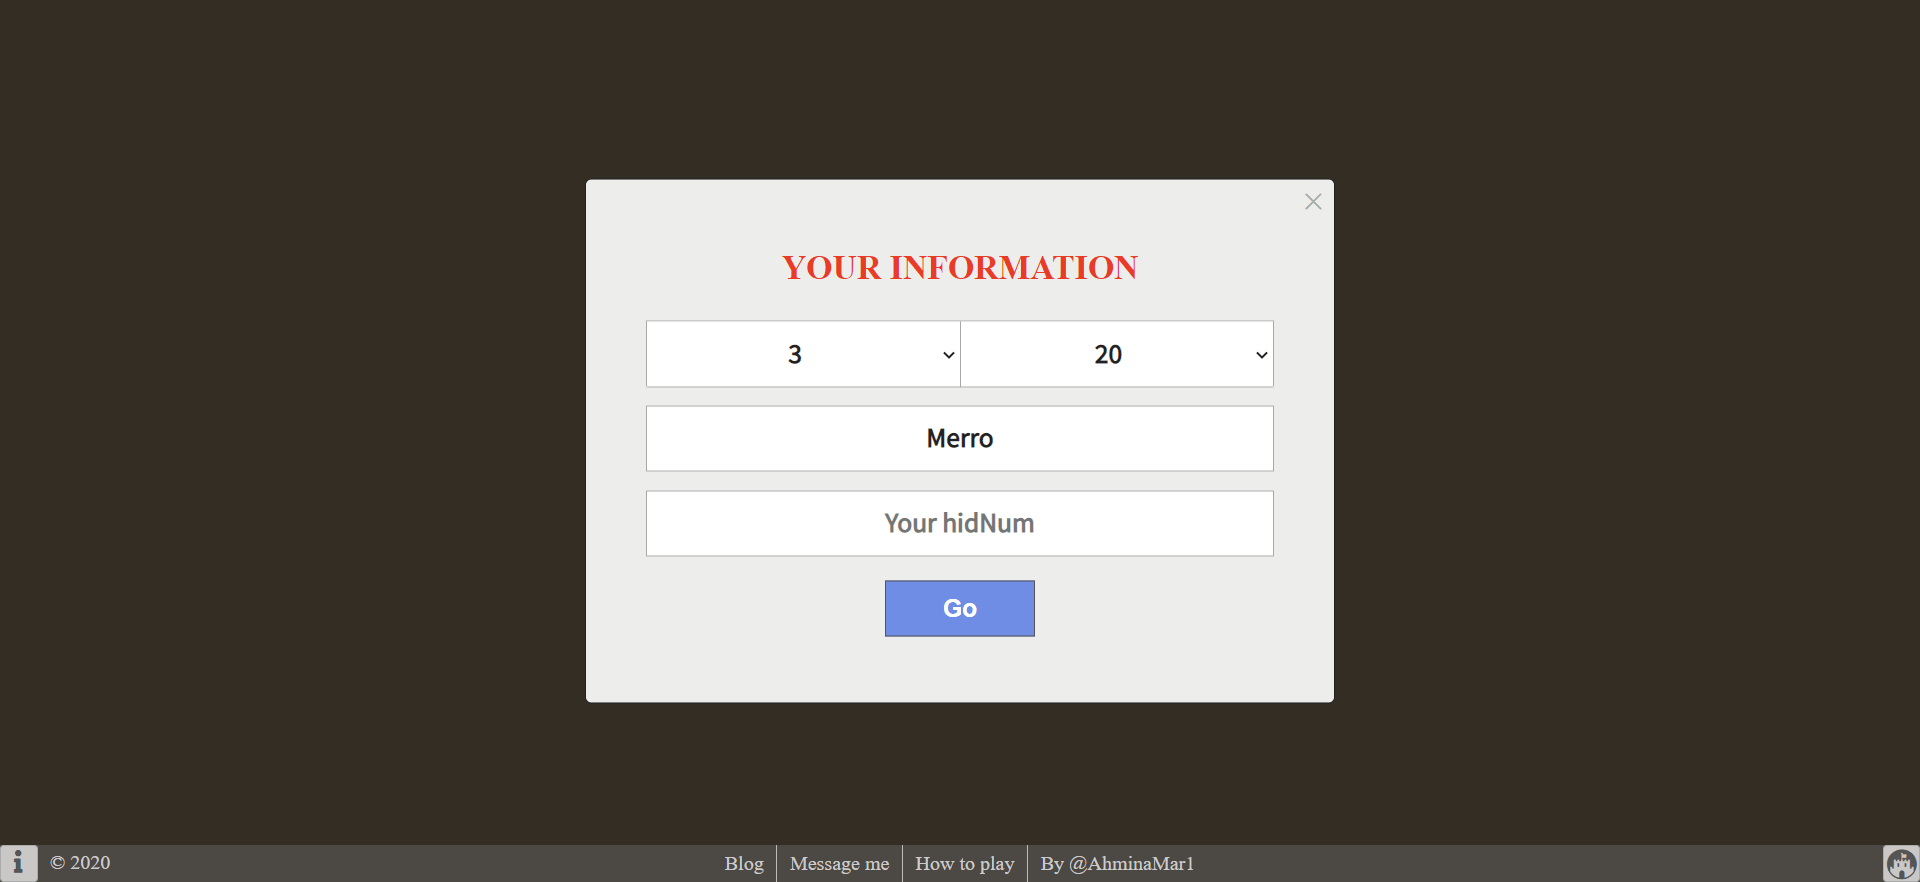 YOUR INFORMATION
3 20
Merro
Your hidNum
Go
© 2020 Blog Message me How to play By @AhminaMar1